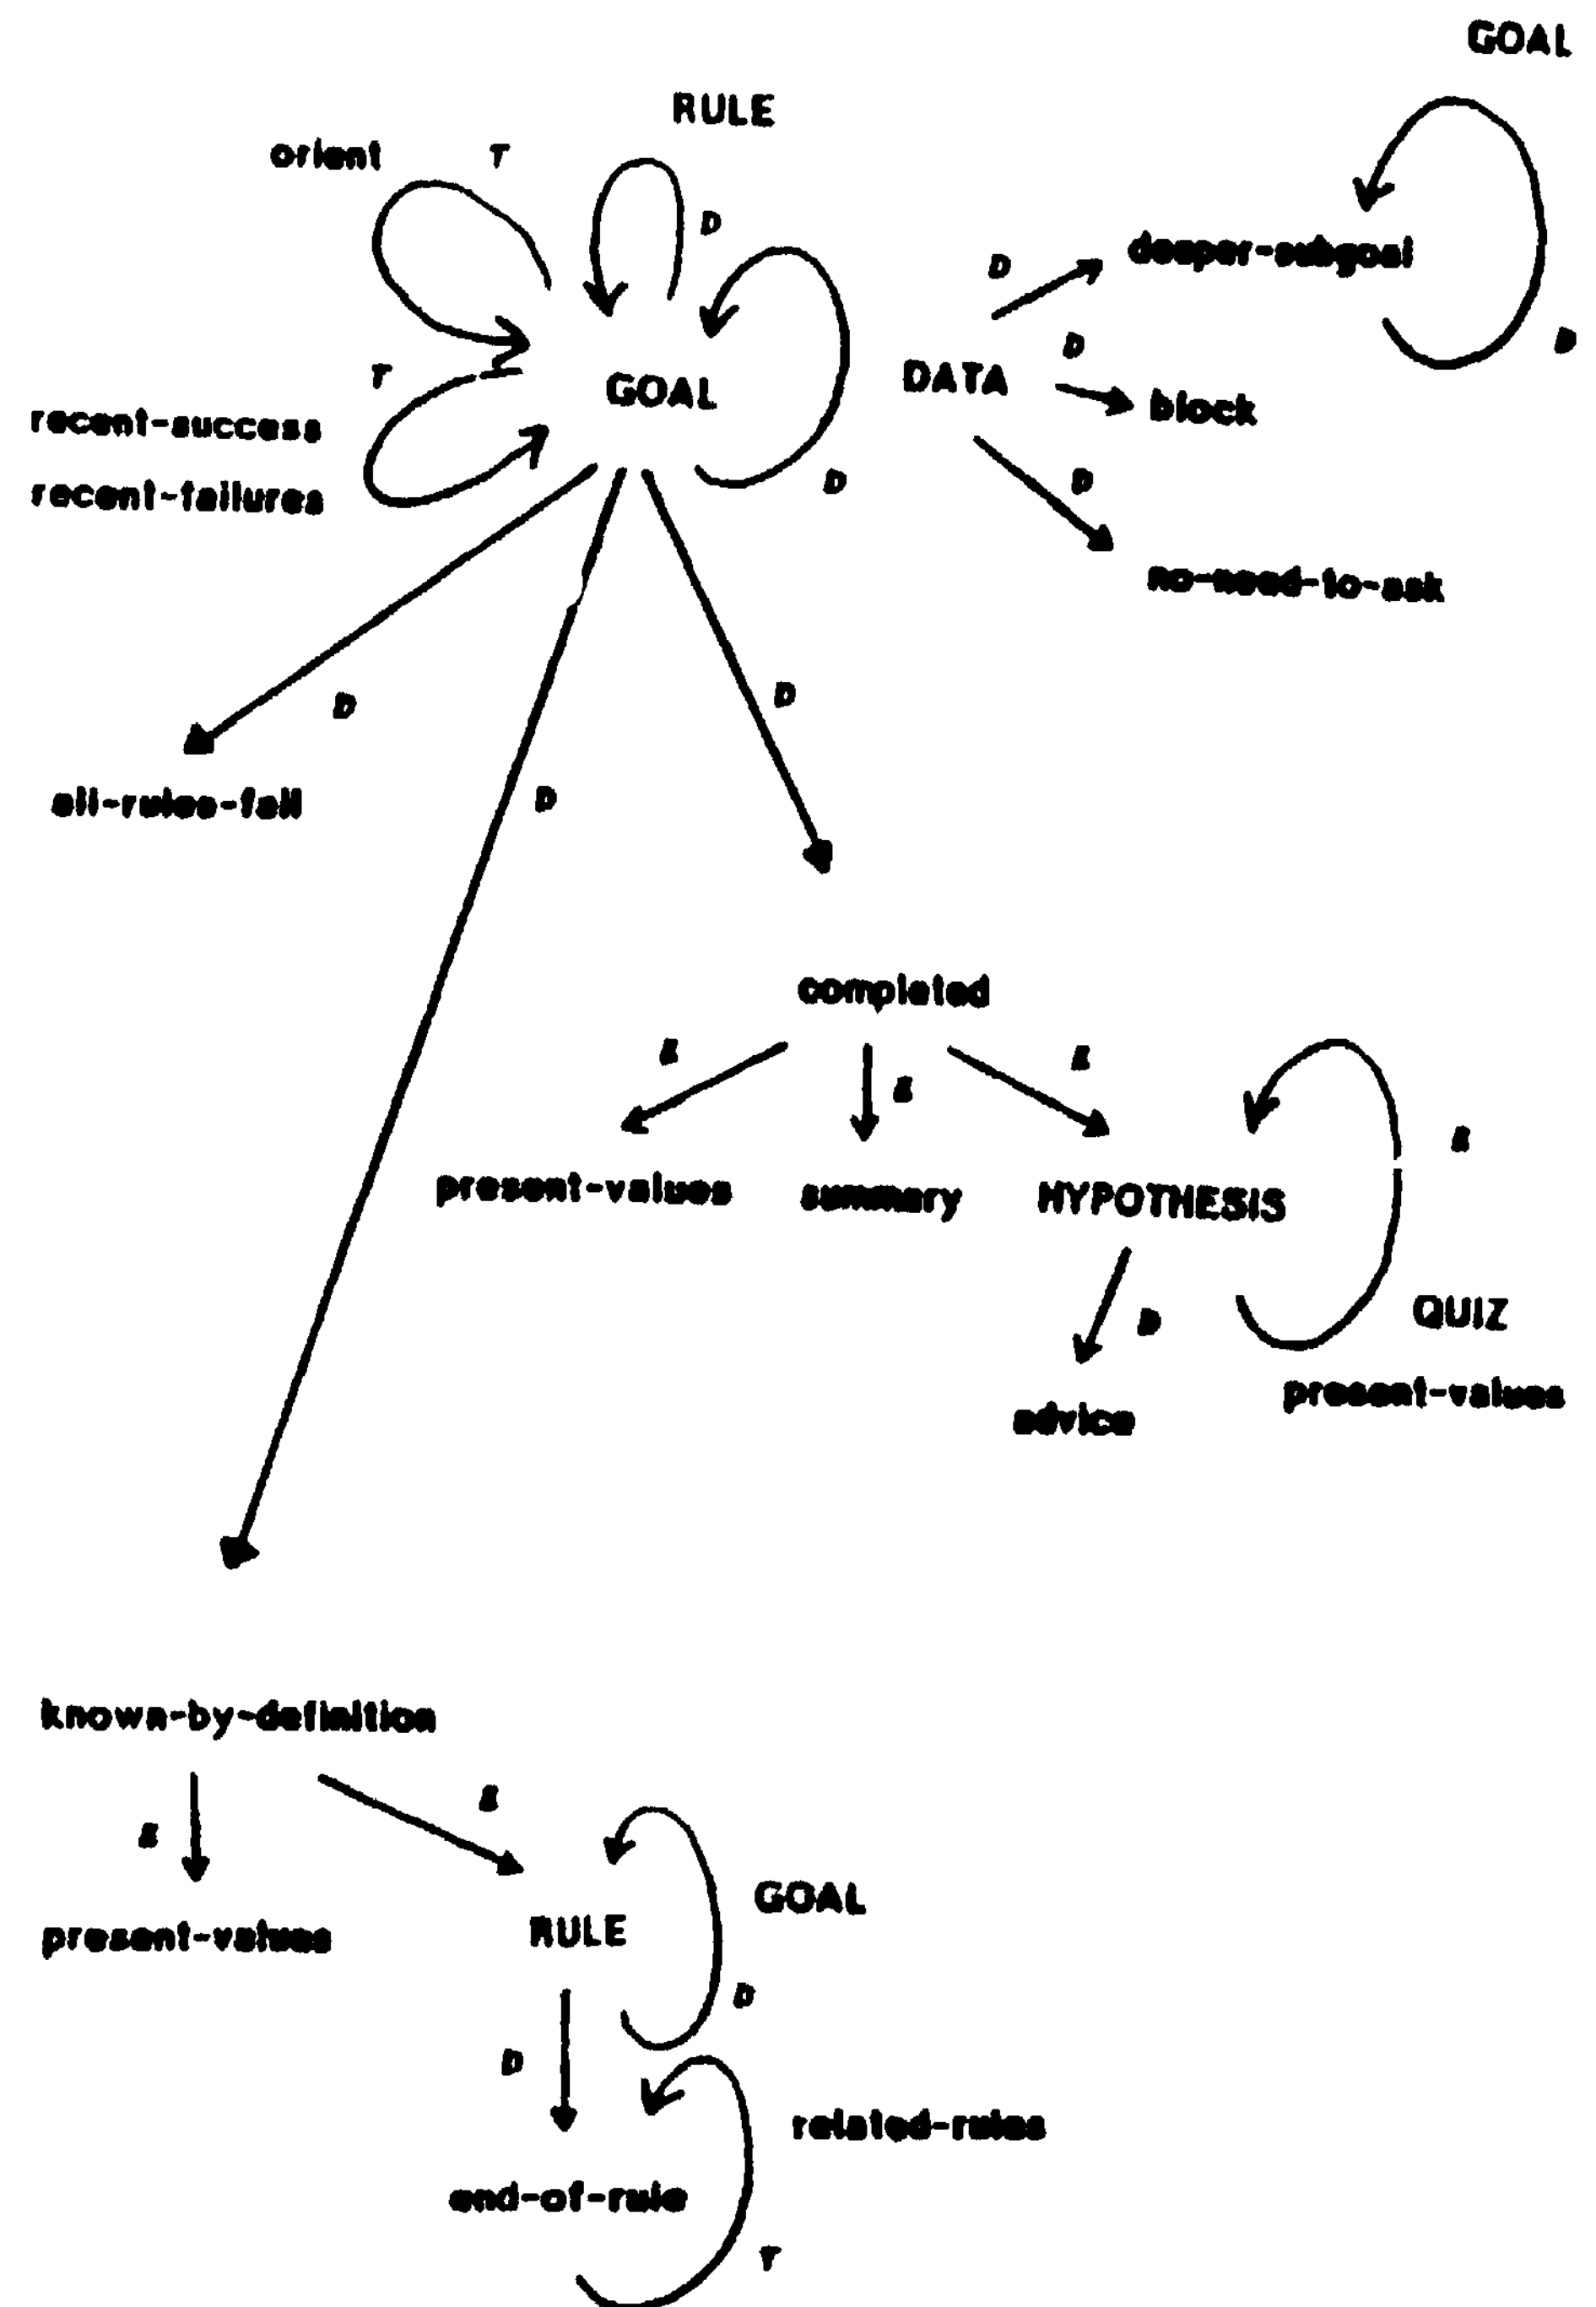 GOAL
RULE
orient T
D
D deeper-subgoal
D
T GOAL DATA D
block
recent-success
recent-failures D D
no-need-to-ask
D D
all-rules-fail D
completed
E E E E
present-values summary HYPOTHESIS
D QUIZ
present-values
advice
known-by-definition
E E
GOAL
present-values RULE
D
D
related-rules
end-of-rule
T